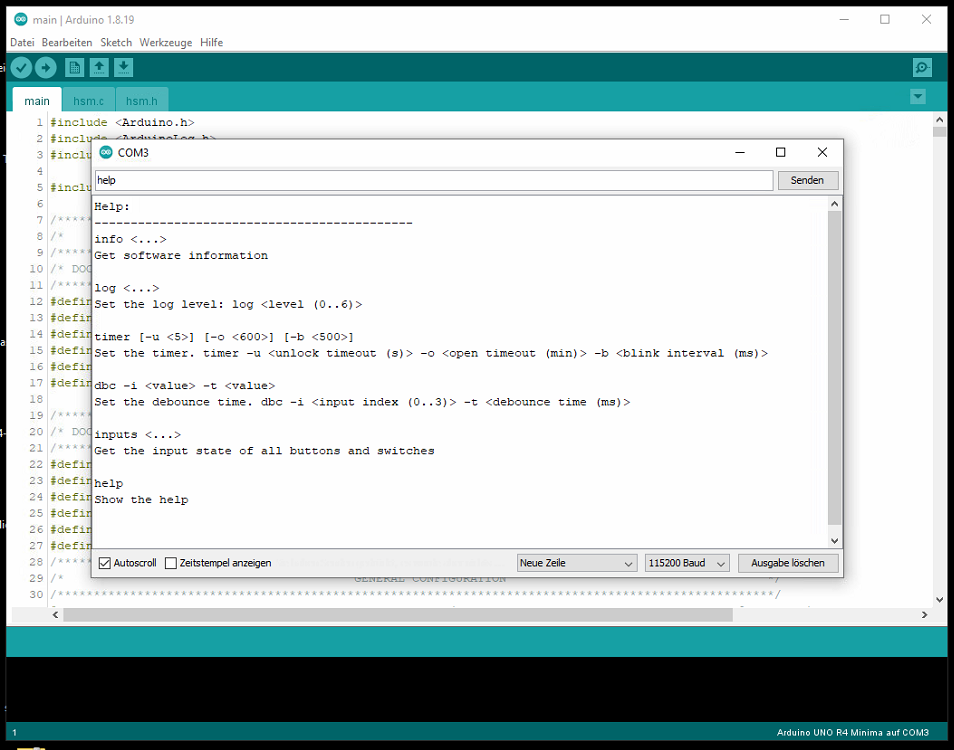 main | Arduino 1.8.19
Datei Bearbeiten Sketch Werkzeuge Hilfe
main hsm.c hsm.h
1 #include <Arduino.h>
2 #include <ArduinoLog.h>
3 #inclu
4
5 #inclu
6
7 /*****
8 /*
9 /*****
10 /* DOC
11 /*****
12 #defin
13 #defin
14 #defin
15 #defin
16 #defin
17 #defin
18
19 /*****
20 /* DOC
21 /*****
22 #defin
23 #defin
24 #defin
25 #defin
26 #defin
27 #defin
28 /*****
29 /* GENERAL CONFIGURATION */
30 /****************************************************************************************************/
COM3
help
Senden
Help:
--------------------------------------------
info <...>
Get software information
log <...>
Set the log level: log <level (0..6)>
timer [-u <5>] [-o <600>] [-b <500>]
Set the timer. timer -u <unlock timeout (s)> -o <open timeout (min)> -b <blink interval (ms)>
dbc -i <value> -t <value>
Set the debounce time. dbc -i <input index (0..3)> -t <debounce time (ms)>
inputs <...>
Get the input state of all buttons and switches
help
Show the help
Autoscroll Zeitstempel anzeigen Neue Zeile 115200 Baud Ausgabe löschen
1 Arduino UNO R4 Minima auf COM3